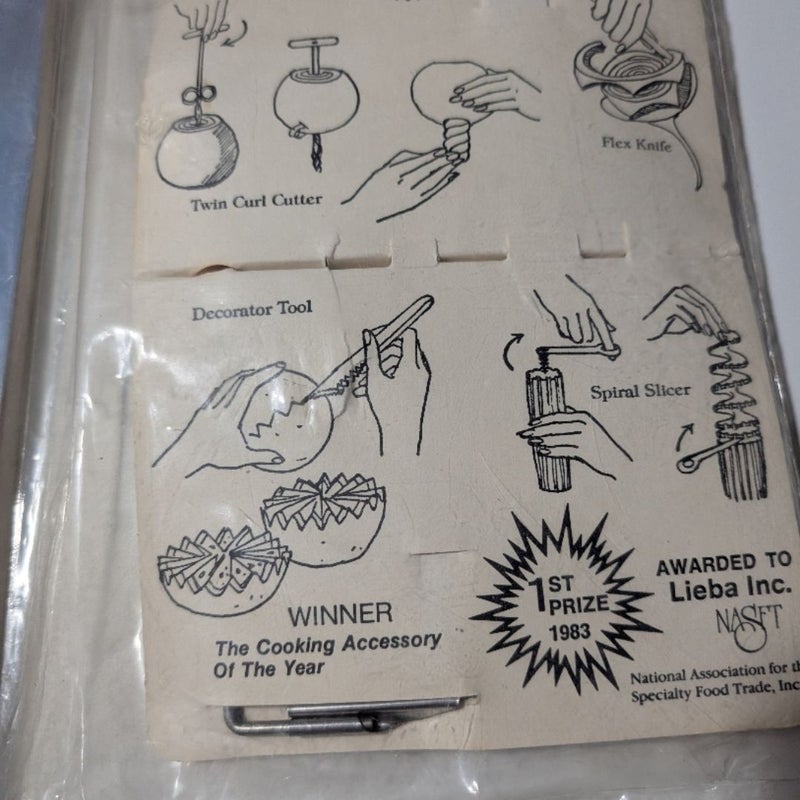 Twin Curl Cutter
Flex Knife
Decorator Tool
Spiral Slicer
WINNER
The Cooking Accessory
Of The Year
1ST
PRIZE
1983
AWARDED TO
Lieba Inc.
NASFT
National Association for th
Specialty Food Trade, Inc